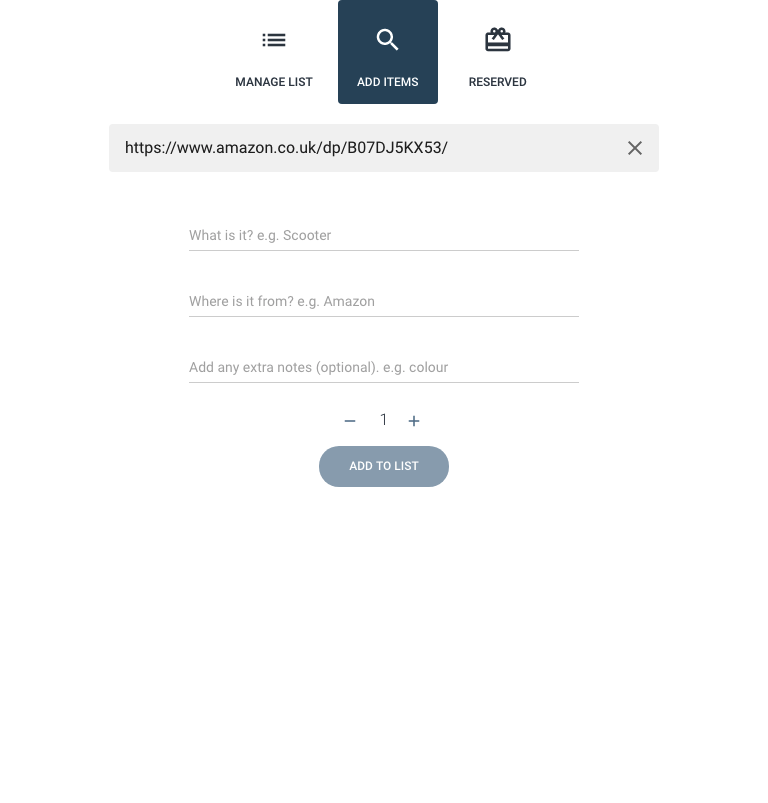 MANAGE LIST
ADD ITEMS
RESERVED
https://www.amazon.co.uk/dp/B07DJ5KX53/
What is it? e.g. Scooter
Where is it from? e.g. Amazon
Add any extra notes (optional). e.g. colour
1
ADD TO LIST